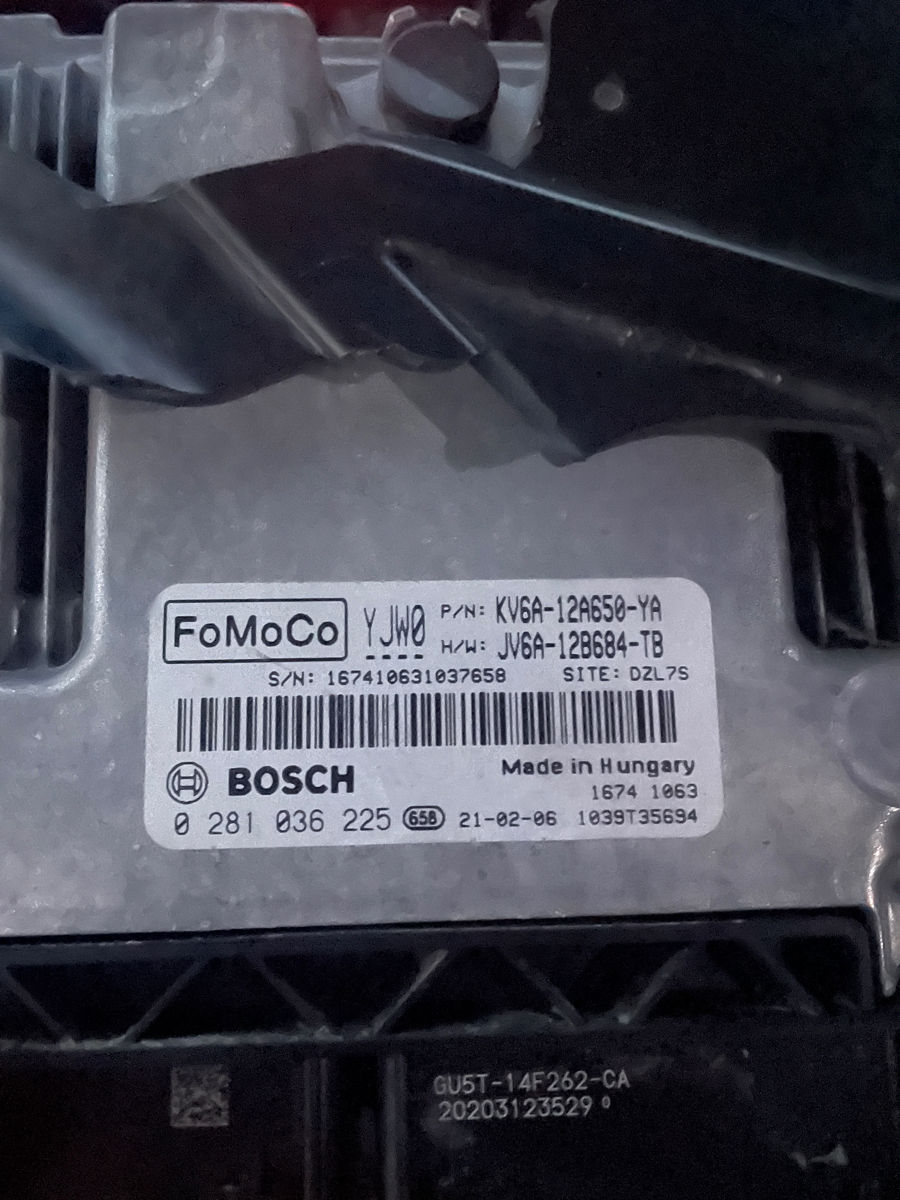 FoMoCo YJW0 P/N: KV6A-12A650-YA
H/W: JV6A-12B684-TB
S/N: 167410631037658 SITE: DZL7S
BOSCH Made in Hungary
1674 1063
0 281 036 225 658 21-02-06 1039T35694
GU5T-14F262-CA
20203123529